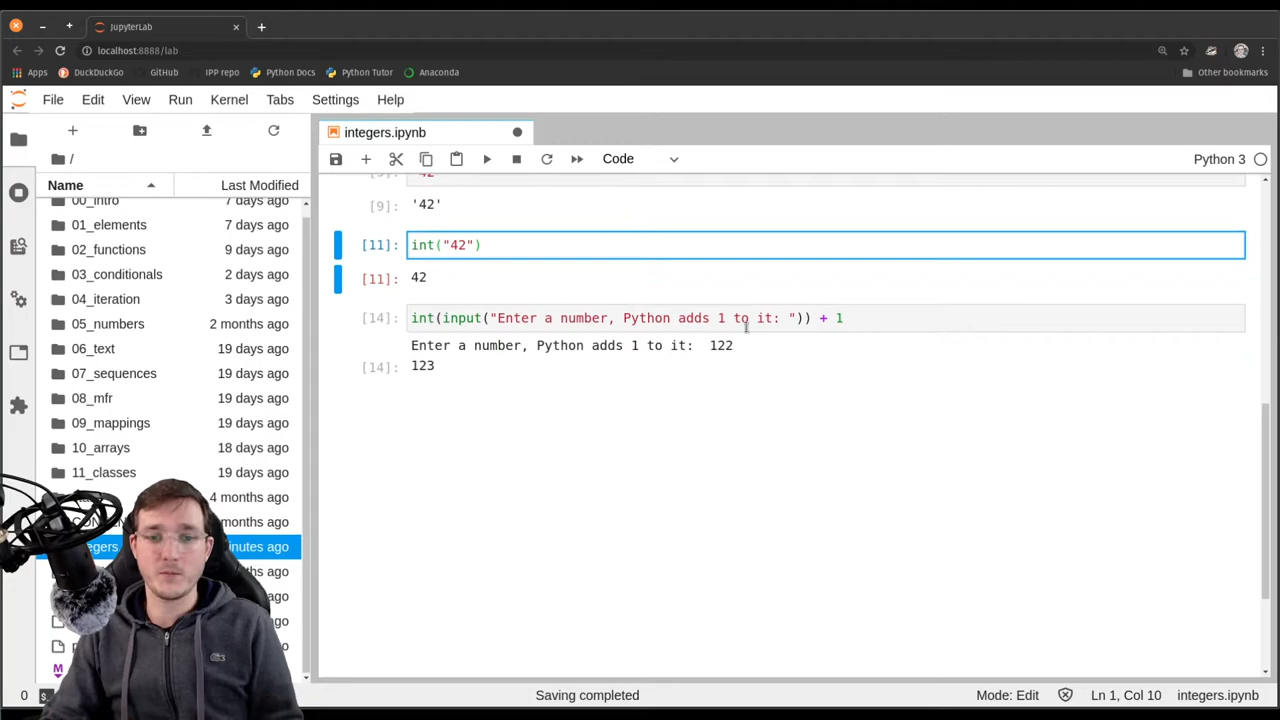 JupyterLab
localhost:8888/lab
Apps DuckDuckGo GitHub IPP repo Python Docs Python Tutor Anaconda Other bookmarks
File Edit View Run Kernel Tabs Settings Help
integers.ipynb
/
Code Python 3
Name Last Modified
00_intro 7 days ago
01_elements 7 days ago
02_functions 9 days ago
03_conditionals 2 days ago
04_iteration 3 days ago
05_numbers 2 months ago
06_text 19 days ago
07_sequences 19 days ago
08_mfr 19 days ago
09_mappings 19 days ago
10_arrays 18 days ago
11_classes 19 days ago
4 months ago
months ago
ago
ths ago
ago
ago
ago
M
[9]: '42'
[11]: int("42")
[11]: 42
[14]: int(input("Enter a number, Python adds 1 to it: ")) + 1
Enter a number, Python adds 1 to it: 122
[14]: 123
0 $_ Saving completed Mode: Edit Ln 1, Col 10 integers.ipynb